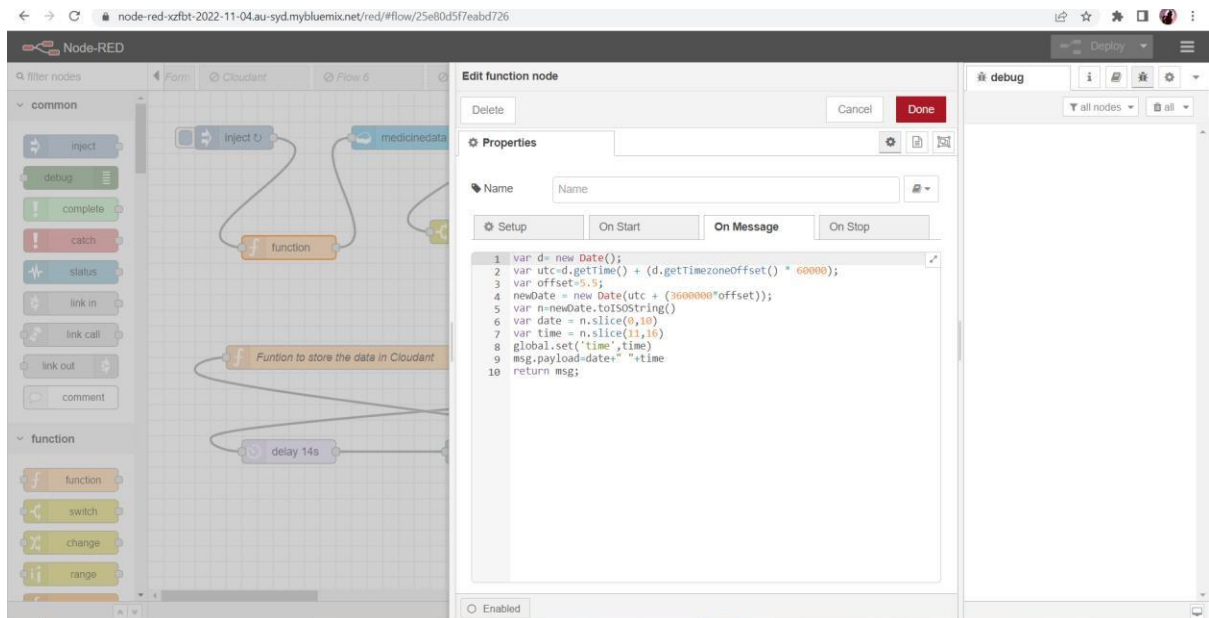 node-red-xzfbt-2022-11-04.au-syd.mybluemix.net/red/#flow/25e80d5f7eabd726
Node-RED
Deploy
filter nodes
Form
Cloudant
Flow 6
Edit function node
debug
i
common
Delete
Cancel
Done
all nodes
all
inject
inject ↻
medicinedata
Properties
debug
complete
Name
Name
catch
function
Setup
On Start
On Message
On Stop
status
1 var d= new Date();
2 var utc=d.getTime() + (d.getTimezoneOffset() * 60000);
3 var offset=5.5;
4 newDate = new Date(utc + (3600000*offset));
5 var n=newDate.toISOString()
6 var date = n.slice(0,10)
7 var time = n.slice(11,16)
8 global.set('time',time)
9 msg.payload=date+" "+time
10 return msg;
link in
link call
link out
Funtion to store the data in Cloudant
comment
function
delay 14s
function
switch
change
range
Enabled